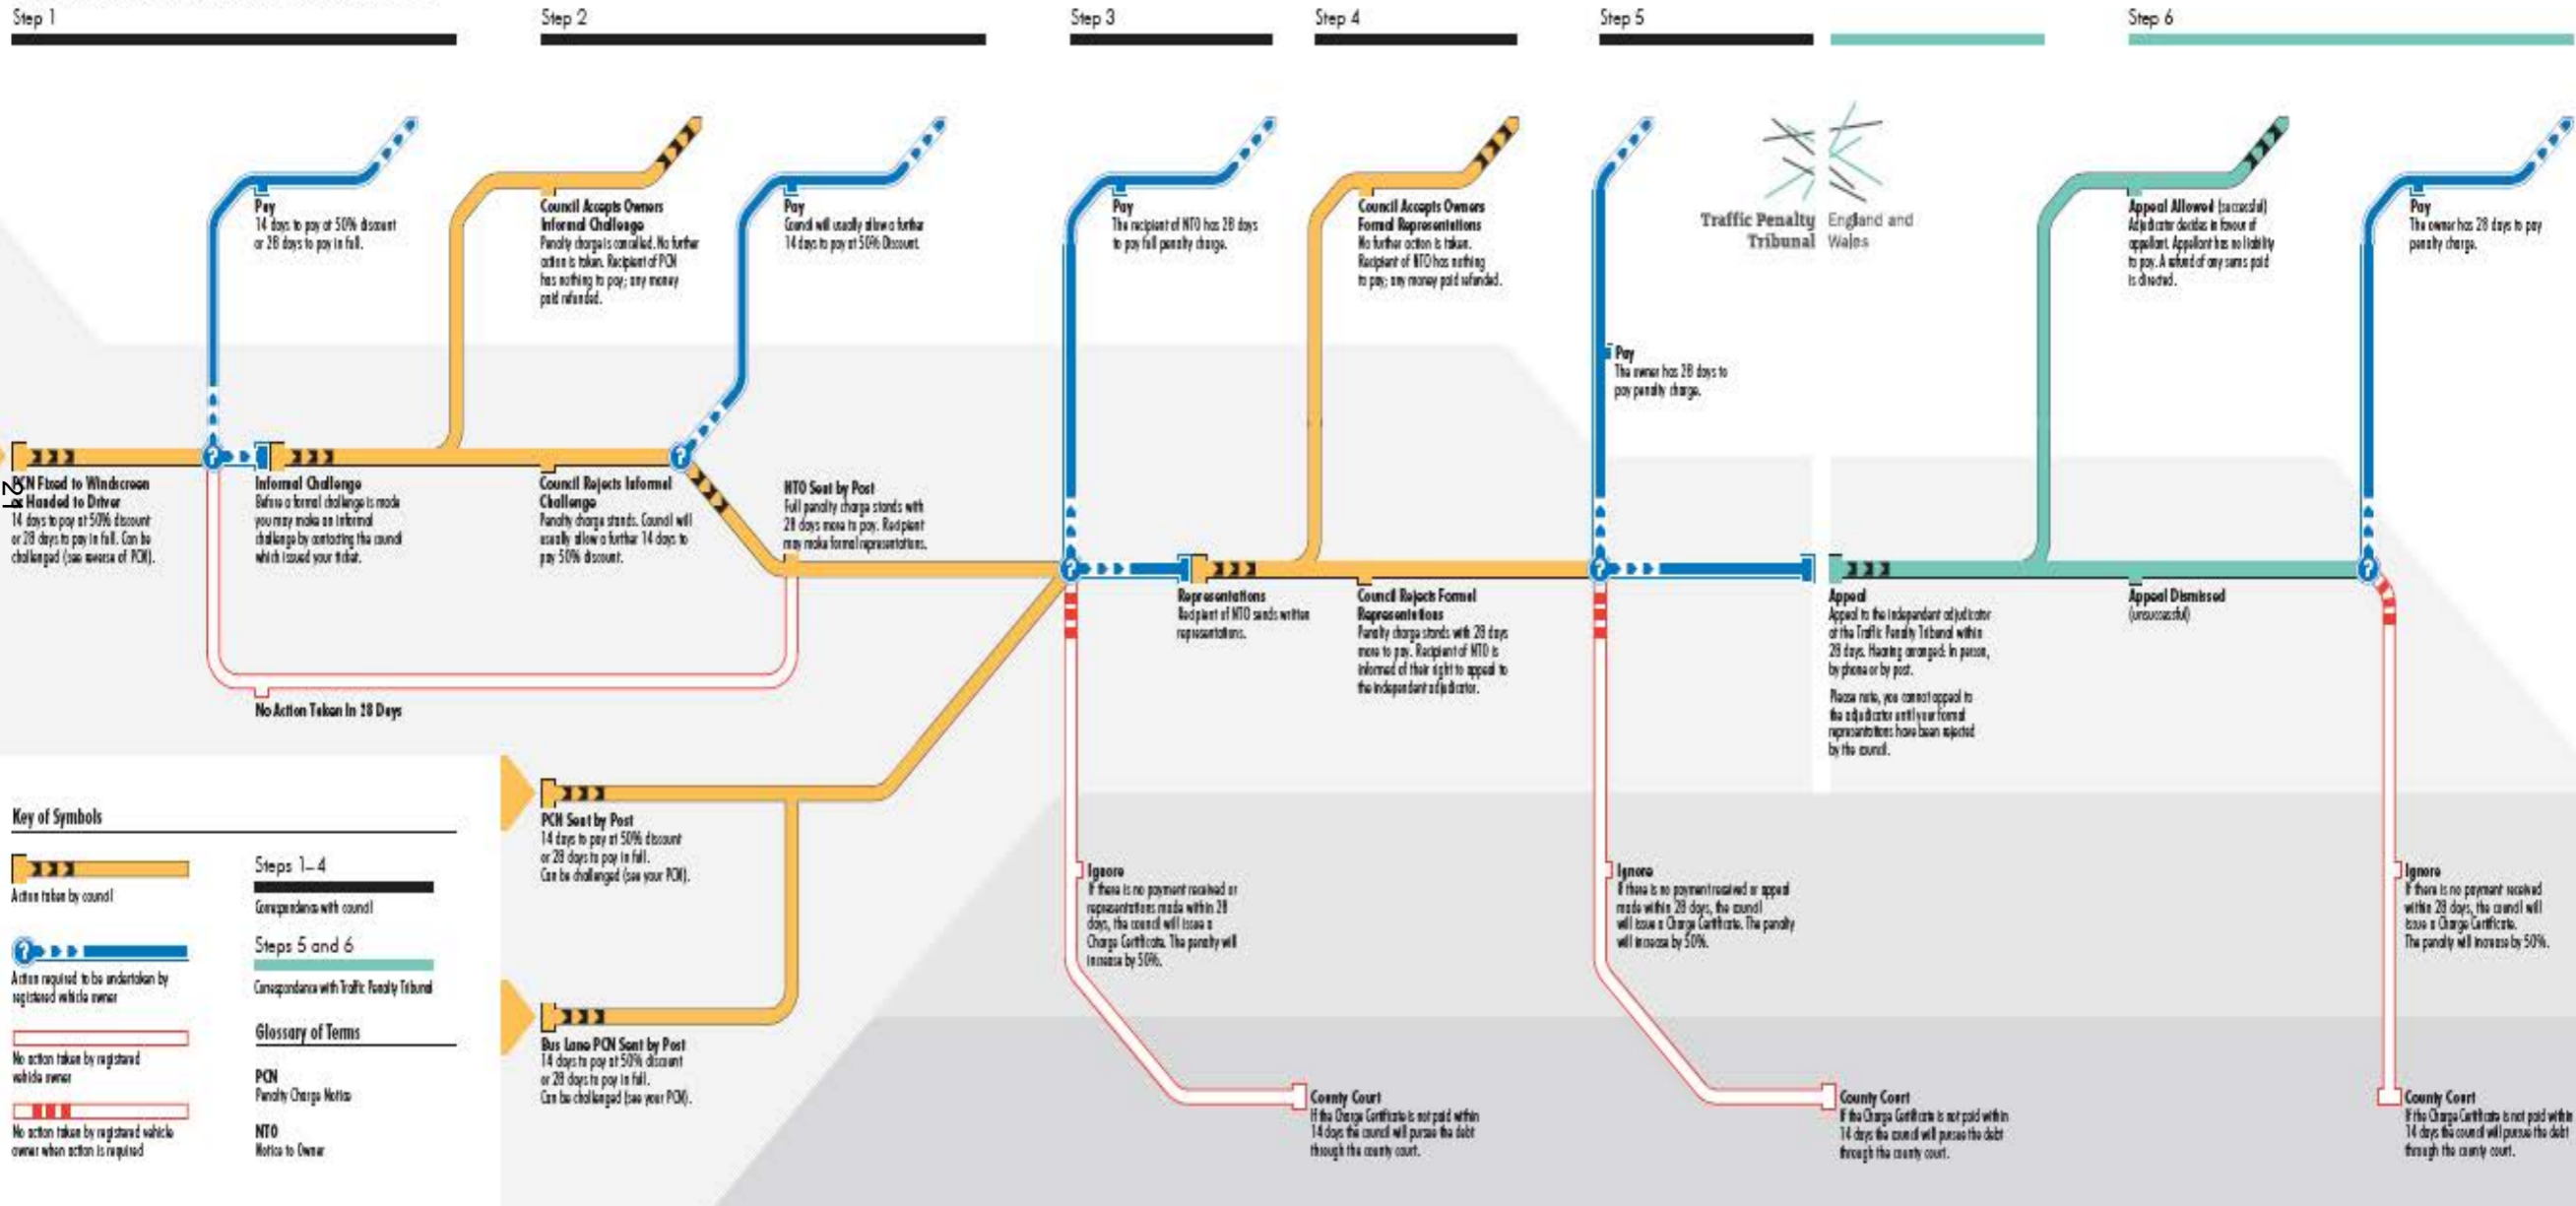 Step 1
Step 2
Step 3
Step 4
Step 5
Step 6
Pay
14 days to pay at 50% discount
or 28 days to pay in full.
Council Accepts Owners
Informal Challenge
Penalty charge is cancelled. No further
action is taken. Recipient of PCN
has nothing to pay; any money
paid refunded.
Pay
Council will usually allow a further
14 days to pay at 50% Discount.
Pay
The recipient of NTO has 28 days
to pay full penalty charge.
Council Accepts Owners
Formal Representations
No further action is taken.
Recipient of NTO has nothing
to pay; any money paid refunded.
Pay
The owner has 28 days to
pay penalty charge.
Traffic Penalty
Tribunal
England and
Wales
Appeal Allowed (successful)
Adjudicator decides in favour of
appellant. Appellant has no liability
to pay. A refund of any sums paid
is directed.
Pay
The owner has 28 days to pay
penalty charge.
21
PCN Fixed to Windscreen
or Handed to Driver
14 days to pay at 50% discount
or 28 days to pay in full. Can be
challenged (see reverse of PCN).
Informal Challenge
Before a formal challenge is made
you may make an informal
challenge by contacting the council
which issued your ticket.
Council Rejects Informal
Challenge
Penalty charge stands. Council will
usually allow a further 14 days to
pay 50% discount.
NTO Sent by Post
Full penalty charge stands with
28 days more to pay. Recipient
may make formal representations.
No Action Taken In 28 Days
Representations
Recipient of NTO sends written
representations.
Council Rejects Formal
Representations
Penalty charge stands with 28 days
more to pay. Recipient of NTO is
informed of their right to appeal to
the independent adjudicator.
Appeal
Appeal to the independent adjudicator
at the Traffic Penalty Tribunal within
28 days. Hearing arranged: In person,
by phone or by post.
Please note, you cannot appeal to
the adjudicator until your formal
representations have been rejected
by the council.
Appeal Dismissed
(unsuccessful)
PCN Sent by Post
14 days to pay at 50% discount
or 28 days to pay in full.
Can be challenged (see your PCN).
Bus Lane PCN Sent by Post
14 days to pay at 50% discount
or 28 days to pay in full.
Can be challenged (see your PCN).
Ignore
If there is no payment received or
representations made within 28
days, the council will issue a
Charge Certificate. The penalty will
increase by 50%.
Ignore
If there is no payment received or appeal
made within 28 days, the council
will issue a Charge Certificate. The penalty
will increase by 50%.
Ignore
If there is no payment received
within 28 days, the council will
issue a Charge Certificate.
The penalty will increase by 50%.
County Court
If the Charge Certificate is not paid within
14 days the council will pursue the debt
through the county court.
County Court
If the Charge Certificate is not paid within
14 days the council will pursue the debt
through the county court.
County Court
If the Charge Certificate is not paid within
14 days the council will pursue the debt
through the county court.
Key of Symbols
Action taken by council
Action required to be undertaken by
registered vehicle owner
No action taken by registered
vehicle owner
No action taken by registered vehicle
owner when action is required
Steps 1–4
Correspondence with council
Steps 5 and 6
Correspondence with Traffic Penalty Tribunal
Glossary of Terms
PCN
Penalty Charge Notice
NTO
Notice to Owner